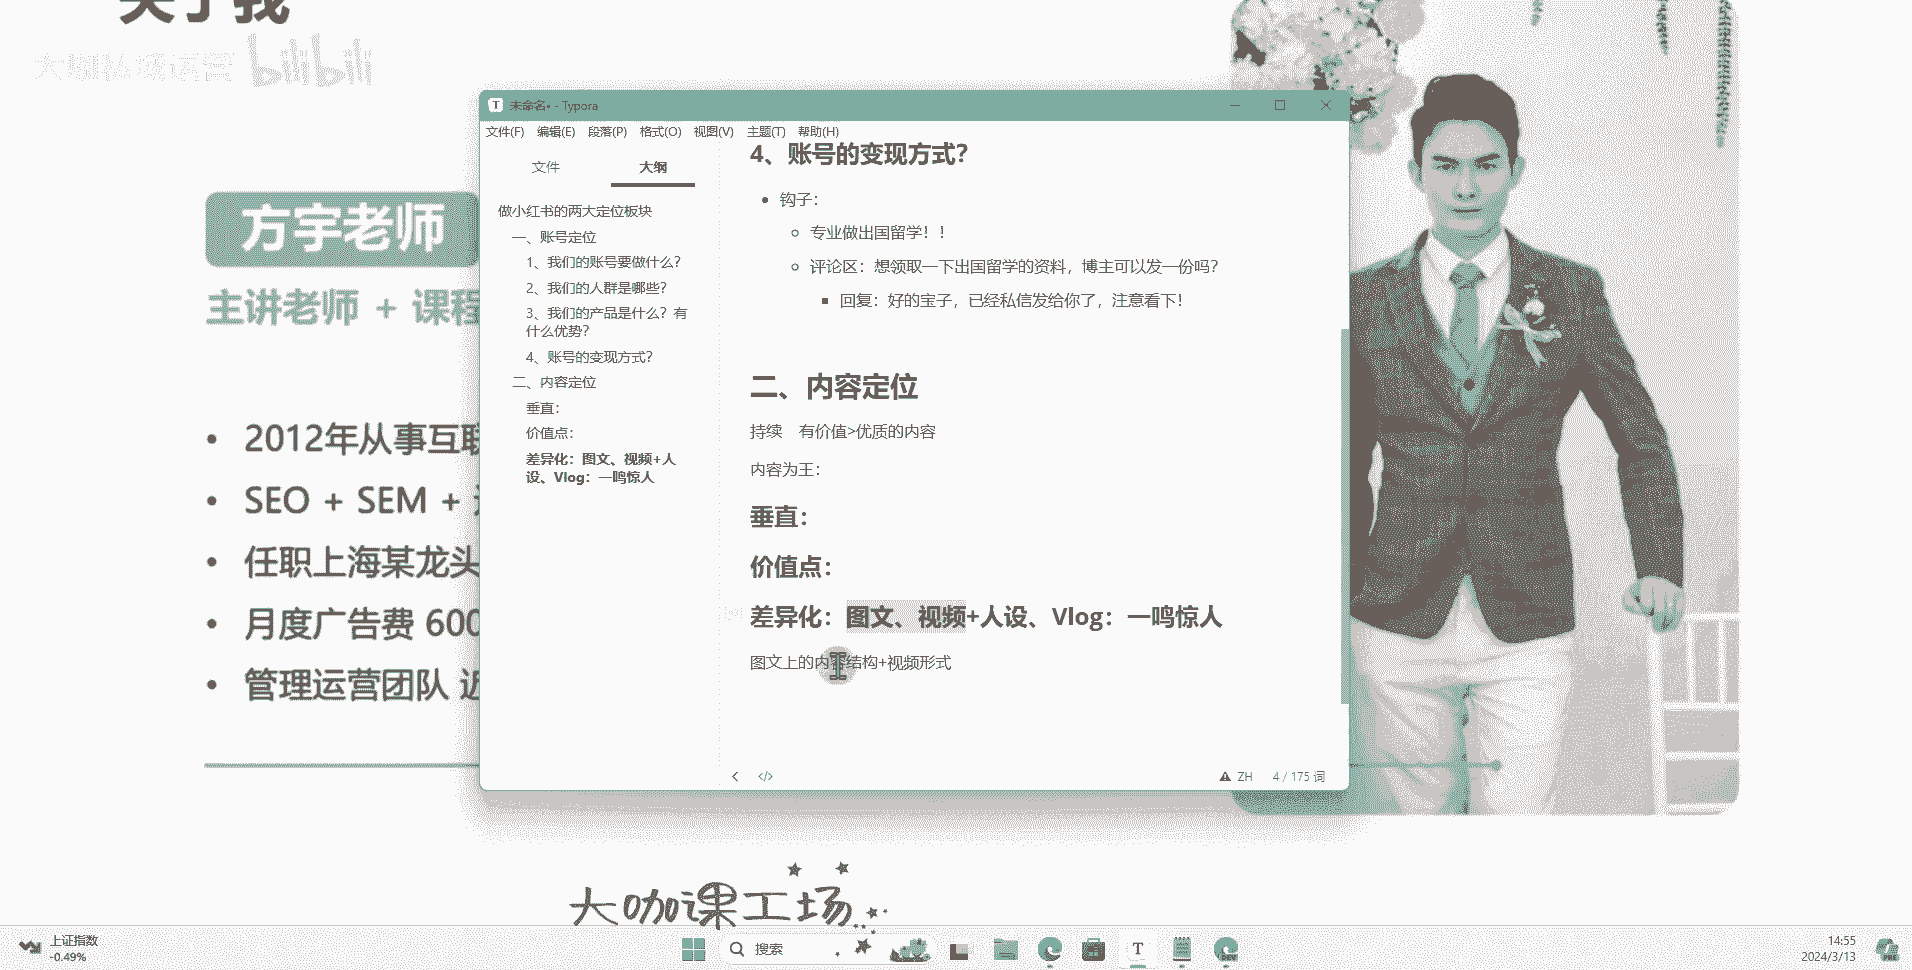 关于我
大咖私域运营 bilibili
方宇老师
主讲老师 + 课程
2012年从事互联
SEO + SEM +
任职上海某龙头
月度广告费 600
管理运营团队 近
T 未命名• - Typora
文件(F) 编辑(E) 段落(P) 格式(O) 视图(V) 主题(T) 帮助(H)
文件 大纲
做小红书的两大定位板块
一、账号定位
1、我们的账号要做什么？
2、我们的人群是哪些？
3、我们的产品是什么？有
什么优势？
4、账号的变现方式？
二、内容定位
垂直：
价值点：
差异化：图文、视频+人
设、Vlog：一鸣惊人
4、账号的变现方式？
钩子：
专业做出国留学！！
评论区：想领取一下出国留学的资料，博主可以发一份吗？
回复：好的宝子，已经私信发给你了，注意看下！
二、内容定位
持续 有价值>优质的内容
内容为王：
垂直：
价值点：
差异化：图文、视频+人设、Vlog：一鸣惊人
图文上的内容结构+视频形式
</> ZH 4 / 175 词
大咖课工场
上证指数
-0.49%
搜索
T
DEV
14:55
2024/3/13
PRE